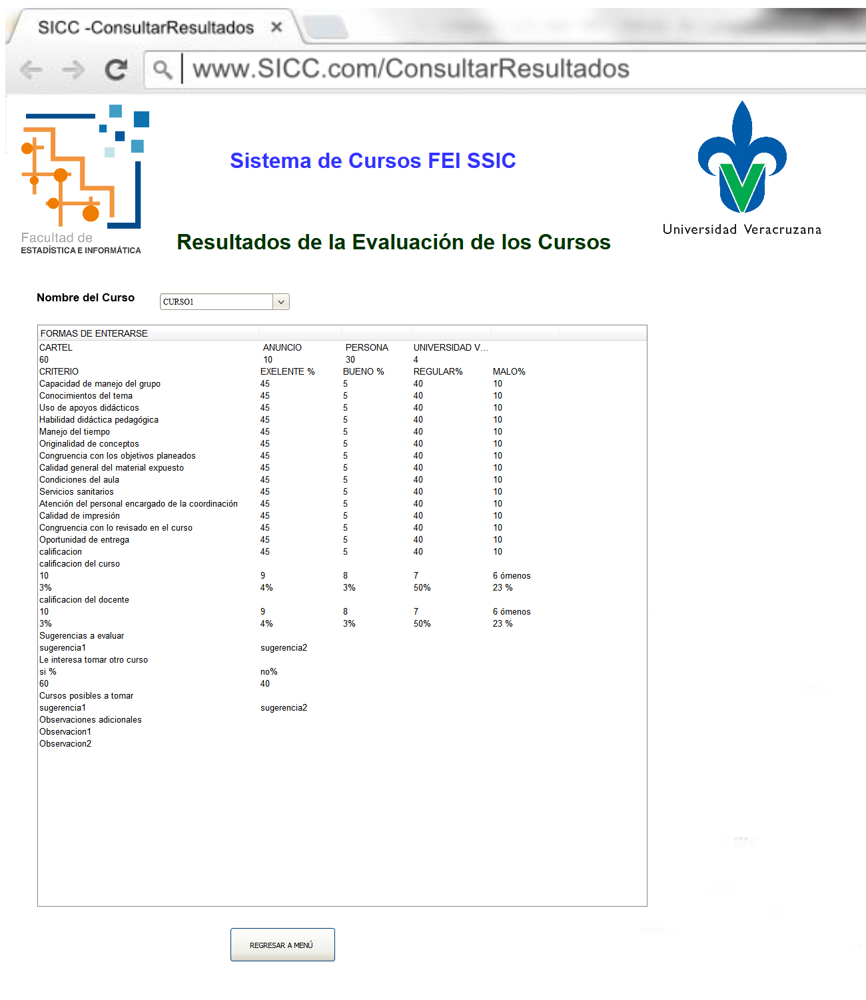 SICC -ConsultarResultados ×
www.SICC.com/ConsultarResultados
Sistema de Cursos FEI SSIC
Universidad Veracruzana
Facultad de
ESTADÍSTICA E INFORMÁTICA
Resultados de la Evaluación de los Cursos
Nombre del Curso CURSO1
FORMAS DE ENTERARSE
CARTEL ANUNCIO PERSONA UNIVERSIDAD V...
60 10 30 4
CRITERIO EXELENTE % BUENO % REGULAR% MALO%
Capacidad de manejo del grupo 45 5 40 10
Conocimientos del tema 45 5 40 10
Uso de apoyos didácticos 45 5 40 10
Habilidad didáctica pedagógica 45 5 40 10
Manejo del tiempo 45 5 40 10
Originalidad de conceptos 45 5 40 10
Congruencia con los objetivos planeados 45 5 40 10
Calidad general del material expuesto 45 5 40 10
Condiciones del aula 45 5 40 10
Servicios sanitarios 45 5 40 10
Atención del personal encargado de la coordinación 45 5 40 10
Calidad de impresión 45 5 40 10
Congruencia con lo revisado en el curso 45 5 40 10
Oportunidad de entrega 45 5 40 10
calificacion 45 5 40 10
calificacion del curso
10 9 8 7 6 ómenos
3% 4% 3% 50% 23 %
calificacion del docente
10 9 8 7 6 ómenos
3% 4% 3% 50% 23 %
Sugerencias a evaluar
sugerencia1 sugerencia2
Le interesa tomar otro curso
si % no%
60 40
Cursos posibles a tomar
sugerencia1 sugerencia2
Observaciones adicionales
Observacion1
Observacion2
REGRESAR A MENÚ